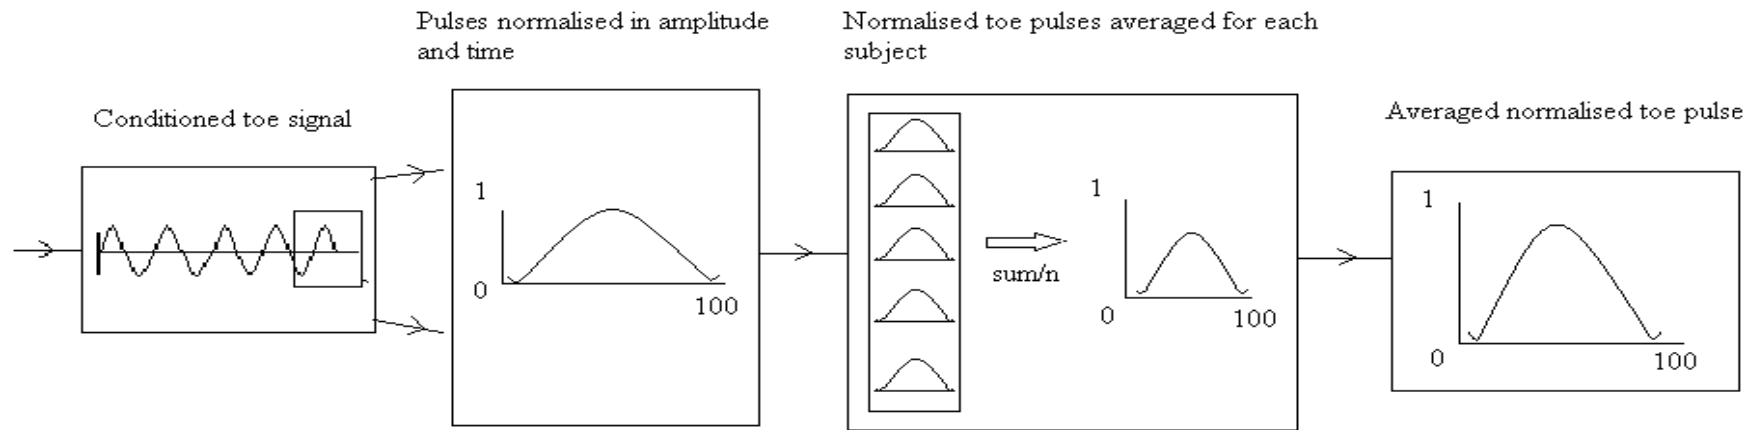 Pulses normalised in amplitude
and time
Normalised toe pulses averaged for each
subject
Conditioned toe signal
Averaged normalised toe pulse
1
0
100
sum/n
1
0
100
1
0
100